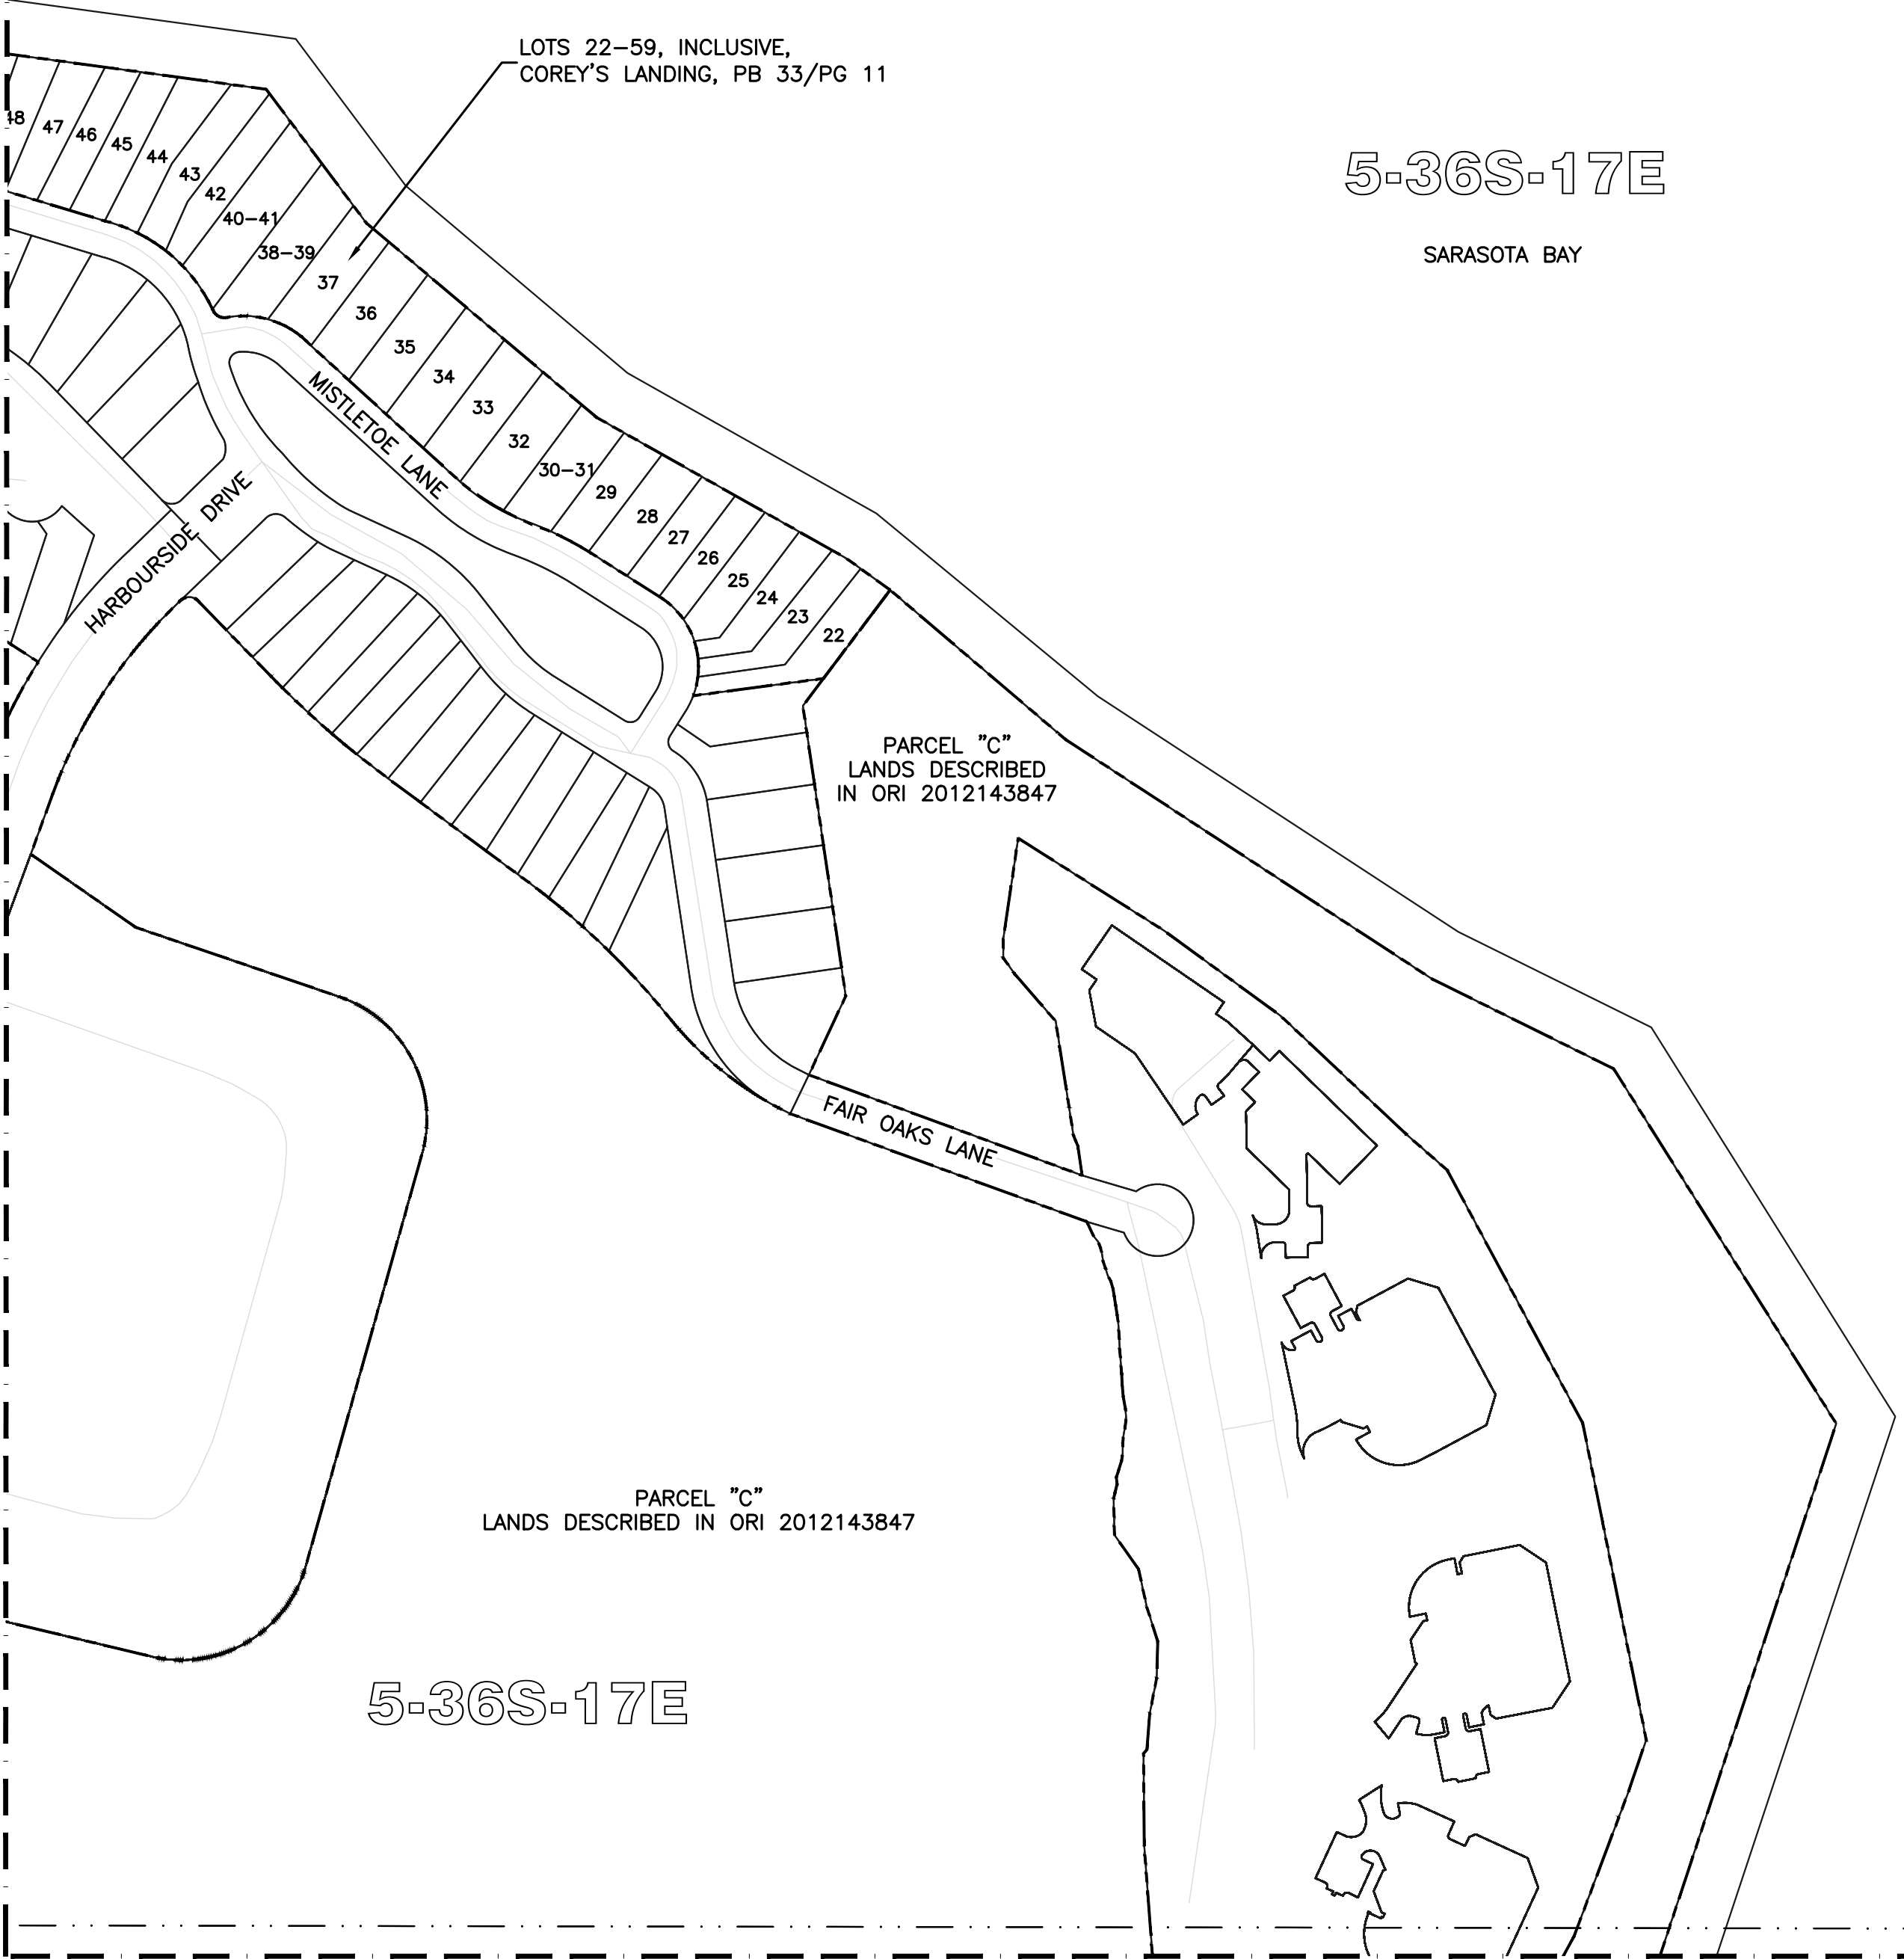 LOTS 22-59, INCLUSIVE,
COREY'S LANDING, PB 33/PG 11
5-36S-17E
SARASOTA BAY
48
47
46
45
44
43
42
40-41
38-39
37
36
35
34
33
32
30-31
29
28
27
26
25
24
23
22
MISTLETOE LANE
HARBOURSIDE DRIVE
PARCEL "C"
LANDS DESCRIBED
IN ORI 2012143847
FAIR OAKS LANE
PARCEL "C"
LANDS DESCRIBED IN ORI 2012143847
5-36S-17E